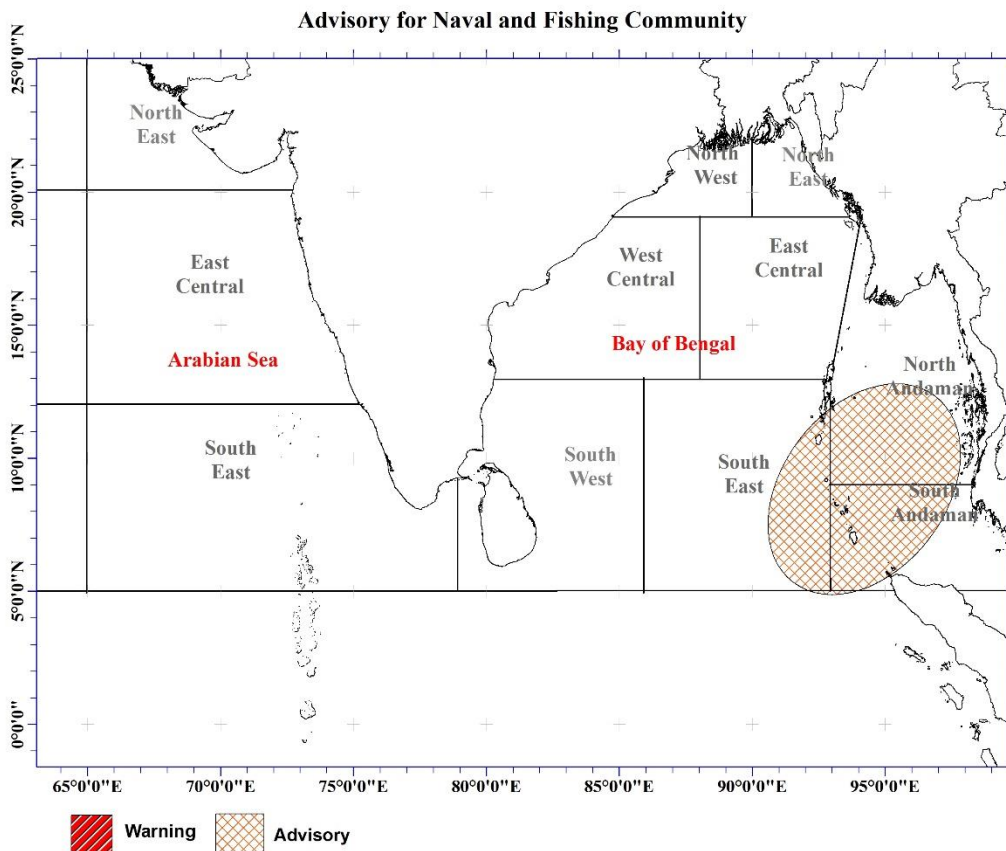 Advisory for Naval and Fishing Community
25°0'0"N
20°0'0"N
15°0'0"N
10°0'0"N
5°0'0"N
0°0'0"
North
East
North
West
North
East
East
Central
West
Central
East
Central
Arabian Sea
Bay of Bengal
North
Andaman
South
East
South
West
South
East
South
Andaman
65°0'0"E
70°0'0"E
75°0'0"E
80°0'0"E
85°0'0"E
90°0'0"E
95°0'0"E
Warning
Advisory